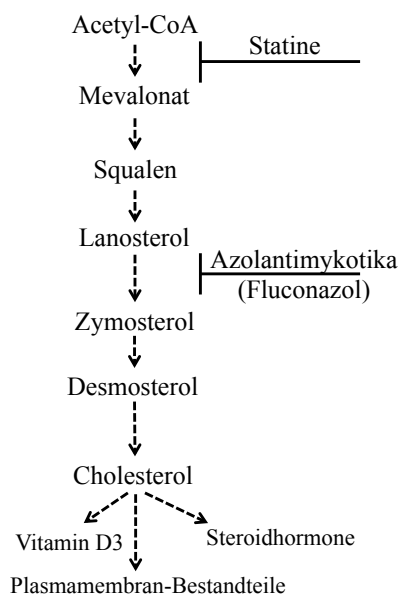 Acetyl-CoA
Statine
Mevalonat
Squalen
Lanosterol
Azolantimykotika
(Fluconazol)
Zymosterol
Desmosterol
Cholesterol
Vitamin D3
Steroidhormone
Plasmamembran-Bestandteile